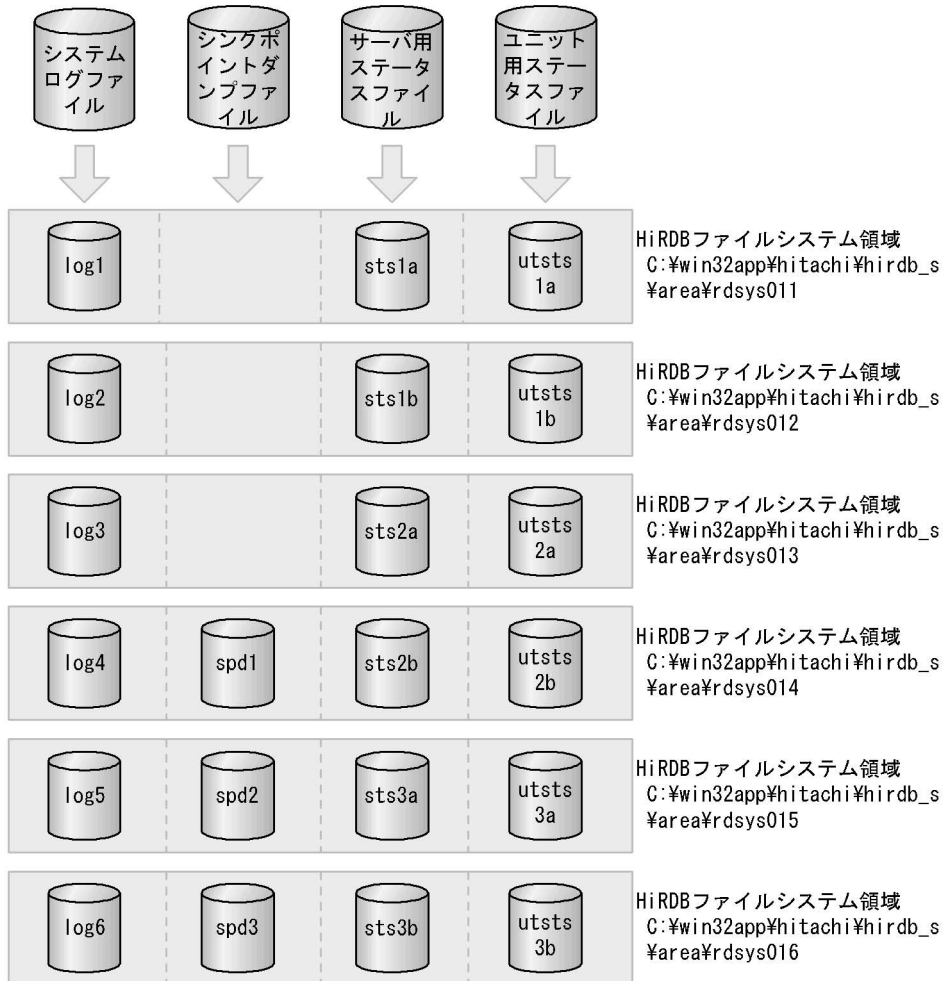 システム
ログファ
イル
シンクポ
イントダ
ンプファ
イル
サーバ用
ステータ
スファイ
ル
ユニット
用ステー
タスファ
イル
log1
sts1a
utsts
1a
HiRDBファイルシステム領域
C:¥win32app¥hitachi¥hirdb_s
¥area¥rdsys011
log2
sts1b
utsts
1b
HiRDBファイルシステム領域
C:¥win32app¥hitachi¥hirdb_s
¥area¥rdsys012
log3
sts2a
utsts
2a
HiRDBファイルシステム領域
C:¥win32app¥hitachi¥hirdb_s
¥area¥rdsys013
log4
spd1
sts2b
utsts
2b
HiRDBファイルシステム領域
C:¥win32app¥hitachi¥hirdb_s
¥area¥rdsys014
log5
spd2
sts3a
utsts
3a
HiRDBファイルシステム領域
C:¥win32app¥hitachi¥hirdb_s
¥area¥rdsys015
log6
spd3
sts3b
utsts
3b
HiRDBファイルシステム領域
C:¥win32app¥hitachi¥hirdb_s
¥area¥rdsys016